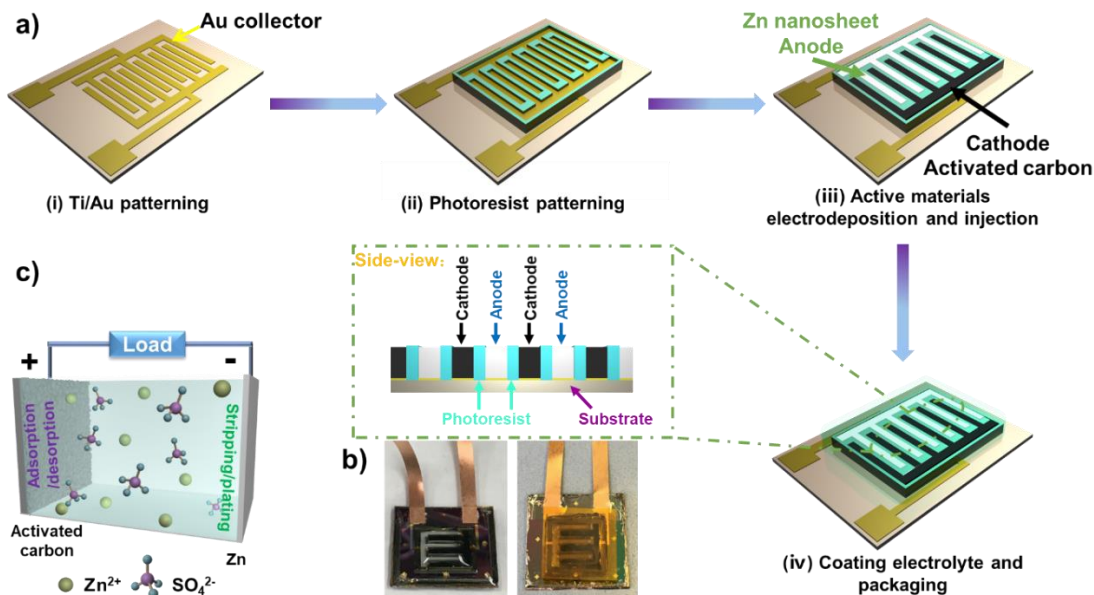 a)
Au collector
Zn nanosheet
Anode
Cathode
Activated carbon
(i) Ti/Au patterning
(ii) Photoresist patterning
(iii) Active materials
electrodeposition and injection
Side-view:
Cathode
Anode
Cathode
Anode
Photoresist
Substrate
c)
Load
+
-
Adsorption
/desorption
Stripping/plating
Activated
carbon
Zn
Zn²⁺
SO₄²⁻
b)
(iv) Coating electrolyte and
packaging